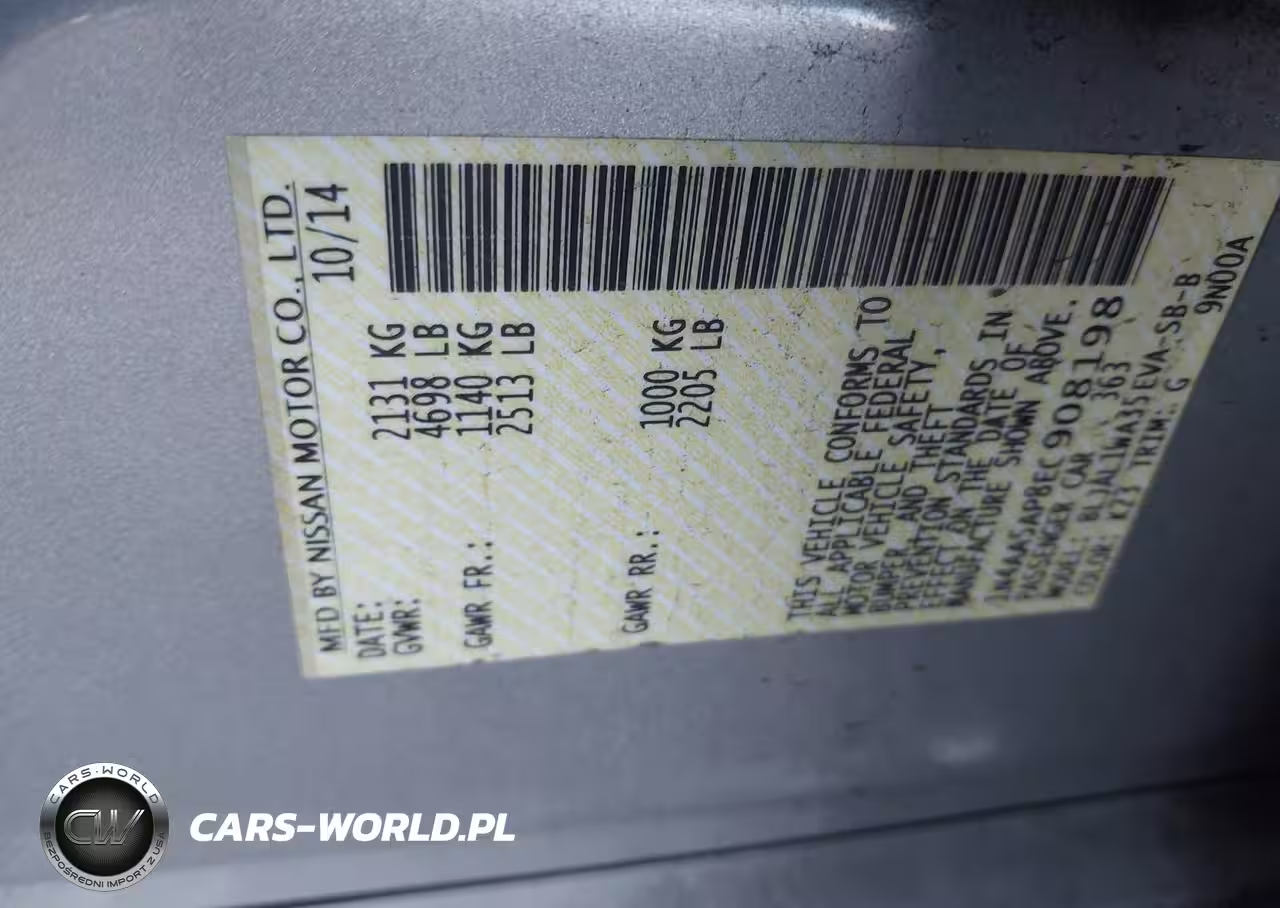 MFD BY NISSAN MOTOR CO., LTD.
DATE: 10/14
GVWR: 2131 KG
4698 LB
GAWR FR.: 1140 KG
2513 LB
GAWR RR.: 1000 KG
2205 LB
THIS VEHICLE CONFORMS TO
ALL APPLICABLE FEDERAL
MOTOR VEHICLE SAFETY,
BUMPER, AND THEFT
PREVENTION STANDARDS IN
EFFECT ON THE DATE OF
MANUFACTURE SHOWN ABOVE.
1N4AA5AP8EC908198
PASSENGER CAR 363
MODEL: BLJALIWA35EVA-SB-B
COLOR: K23 TRIM: G 9N00A
CARS-WORLD
CW
BEZPOŚREDNI IMPORT Z USA
CARS-WORLD.PL